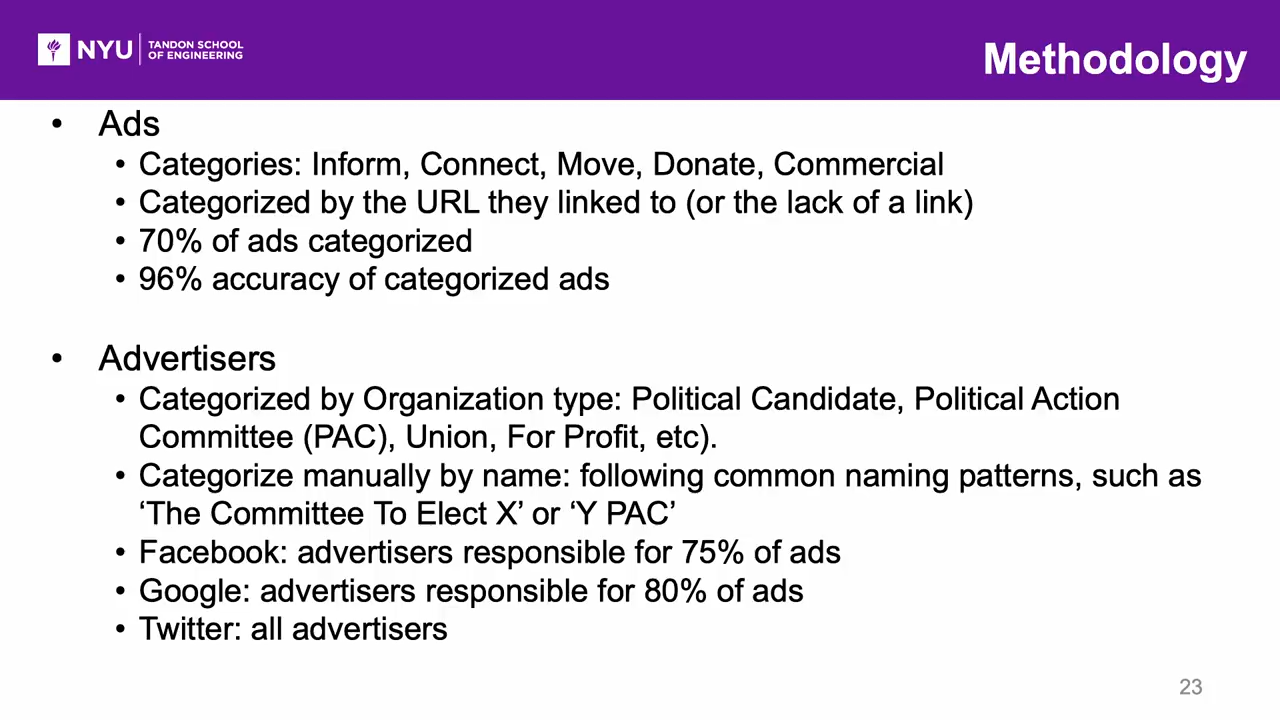 NYU
TANDON SCHOOL
OF ENGINEERING
Methodology
• Ads
• Categories: Inform, Connect, Move, Donate, Commercial
• Categorized by the URL they linked to (or the lack of a link)
• 70% of ads categorized
• 96% accuracy of categorized ads
• Advertisers
• Categorized by Organization type: Political Candidate, Political Action
Committee (PAC), Union, For Profit, etc).
• Categorize manually by name: following common naming patterns, such as
‘The Committee To Elect X’ or ‘Y PAC’
• Facebook: advertisers responsible for 75% of ads
• Google: advertisers responsible for 80% of ads
• Twitter: all advertisers
23